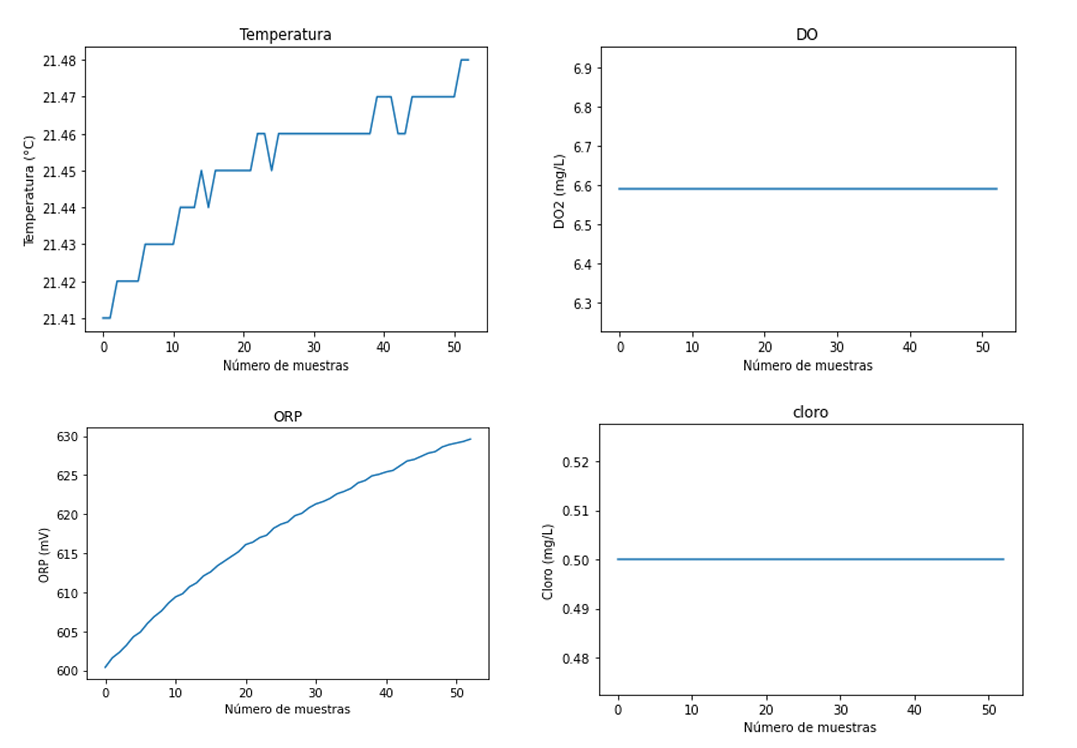 Temperatura
Temperatura (°C)
21.48
21.47
21.46
21.45
21.44
21.43
21.42
21.41
0 10 20 30 40 50
Número de muestras
DO
DO2 (mg/L)
6.9
6.8
6.7
6.6
6.5
6.4
6.3
0 10 20 30 40 50
Número de muestras
ORP
ORP (mV)
630
625
620
615
610
605
600
0 10 20 30 40 50
Número de muestras
cloro
Cloro (mg/L)
0.52
0.51
0.50
0.49
0.48
0 10 20 30 40 50
Número de muestras